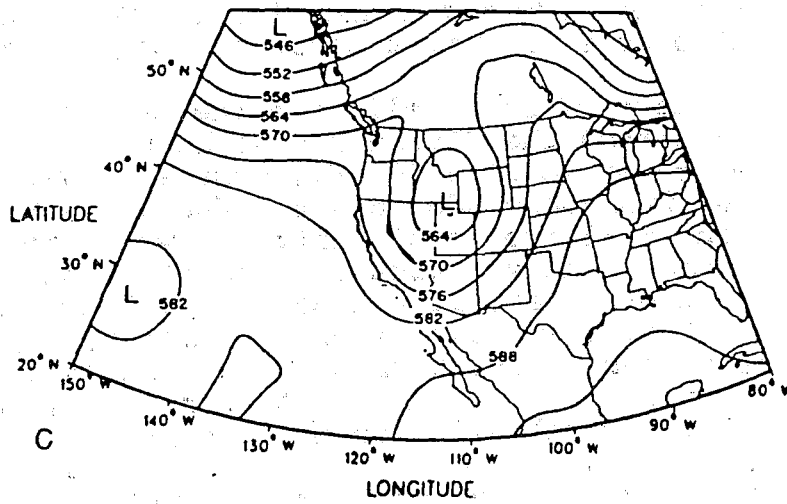 L
546
552
558
564
570
50° N
40° N
LATITUDE
30° N
L
582
L
564
570
576
582
588
20° N
150° W
140° W
130° W
120° W
110° W
100° W
90° W
80° W
C
LONGITUDE